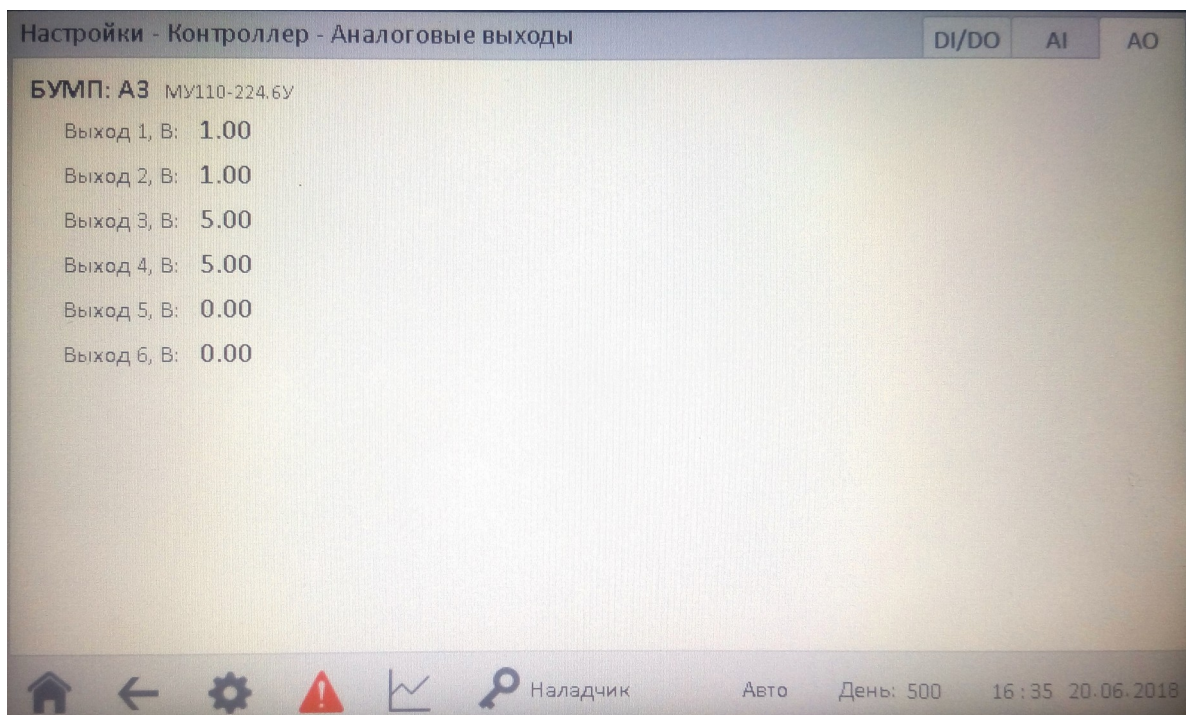 Настройки - Контроллер - Аналоговые выходы DI/DO AI AO
БУМП: А3 МУ110-224.6У
Выход 1, В: 1.00
Выход 2, В: 1.00
Выход 3, В: 5.00
Выход 4, В: 5.00
Выход 5, В: 0.00
Выход 6, В: 0.00
Наладчик Авто День: 500 16:35 20.06.2018